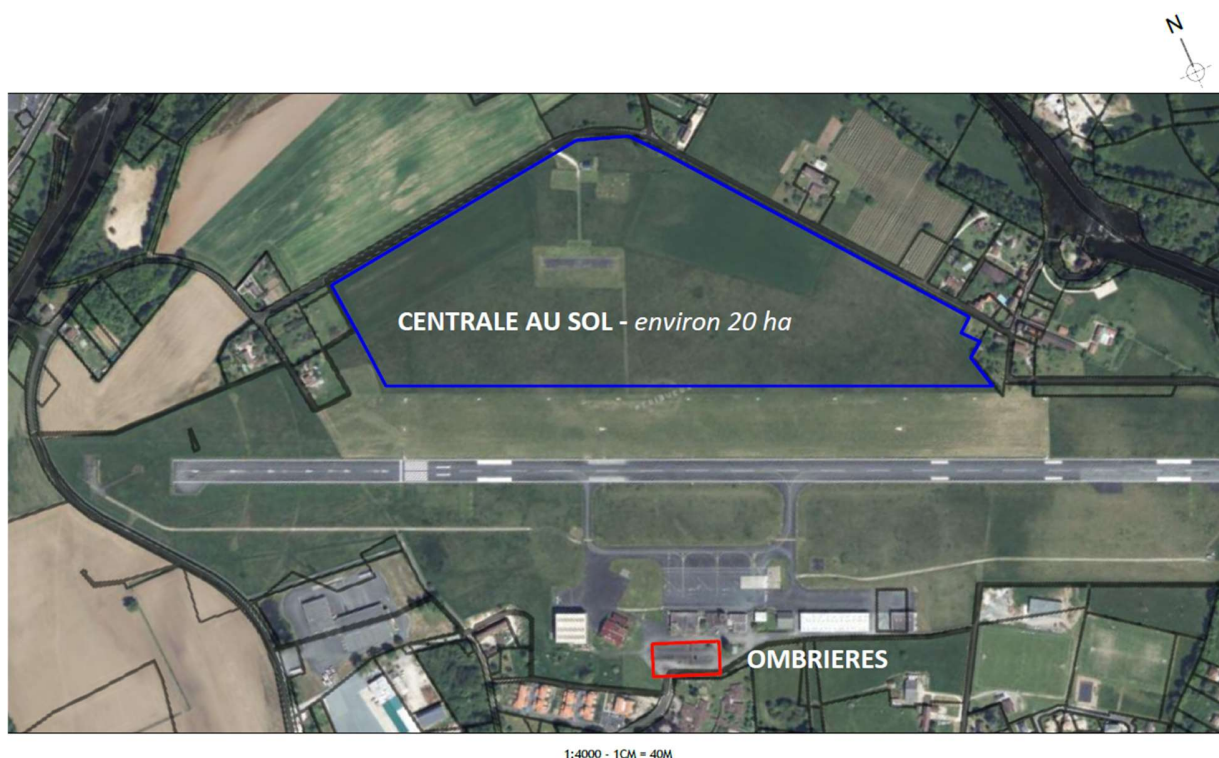 N
CENTRALE AU SOL - environ 20 ha
OMBRIERES
1:4000 - 1CM = 40M